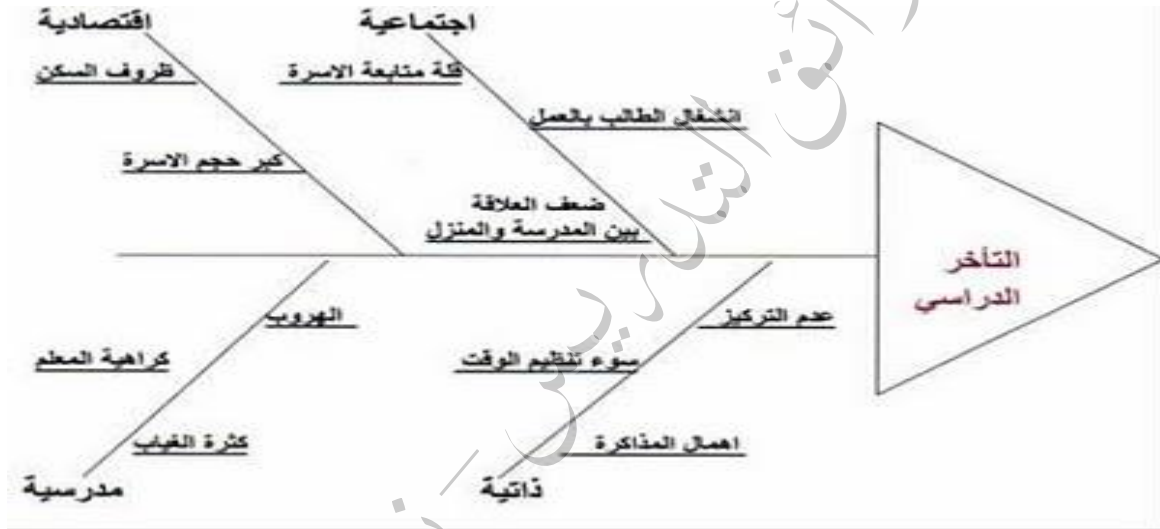 اجتماعية
اقتصادية
قلة متابعة الاسرة
ظروف السكن
انشغال الطالب بالعمل
كبر حجم الاسرة
ضعف العلاقة
بين المدرسة والمنزل
التأخر
الدراسي
عدم التركيز
الهروب
سوء تنظيم الوقت
كراهية المعلم
اهمال المذاكرة
كثرة الغياب
ذاتية
مدرسية
التدريس